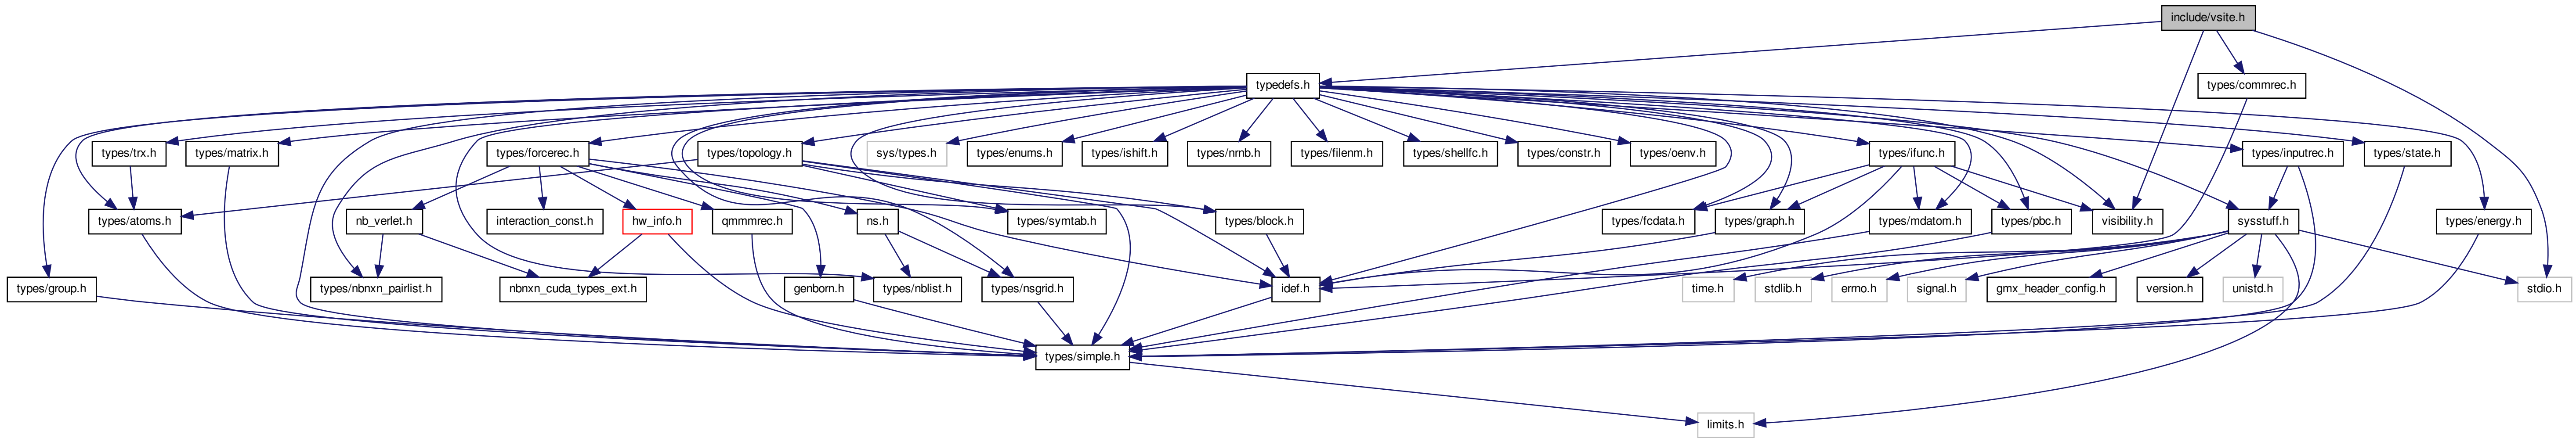 include/vsite.h
typedefs.h
types/commrec.h
types/trx.h
types/matrix.h
types/forcerec.h
types/topology.h
sys/types.h
types/enums.h
types/ishift.h
types/nrnb.h
types/filenm.h
types/shellfc.h
types/constr.h
types/oenv.h
types/ifunc.h
types/inputrec.h
types/state.h
types/atoms.h
nb_verlet.h
interaction_const.h
hw_info.h
qmmmrec.h
ns.h
types/symtab.h
types/block.h
types/fcdata.h
types/graph.h
types/mdatom.h
types/pbc.h
visibility.h
sysstuff.h
types/energy.h
types/group.h
types/nbnxn_pairlist.h
nbnxn_cuda_types_ext.h
genborn.h
types/nblist.h
types/nsgrid.h
idef.h
time.h
stdlib.h
errno.h
signal.h
gmx_header_config.h
version.h
unistd.h
stdio.h
types/simple.h
limits.h